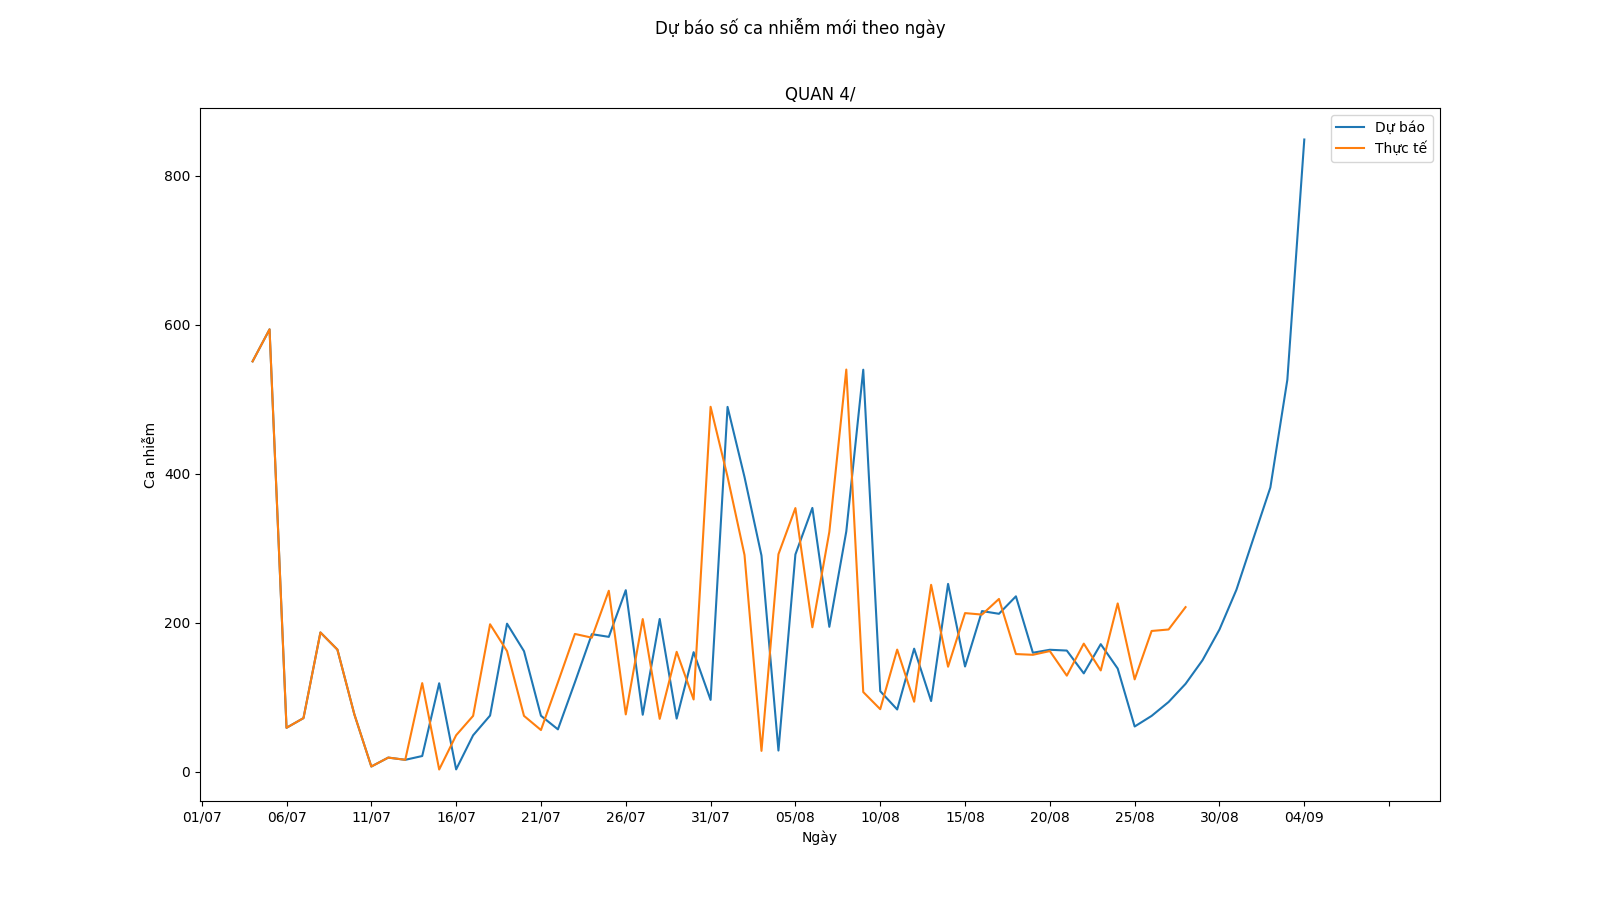 Dự báo số ca nhiễm mới theo ngày
QUAN 4/
Dự báo
Thực tế
800
600
400
200
0
Ca nhiễm
01/07 06/07 11/07 16/07 21/07 26/07 31/07 05/08 10/08 15/08 20/08 25/08 30/08 04/09
Ngày